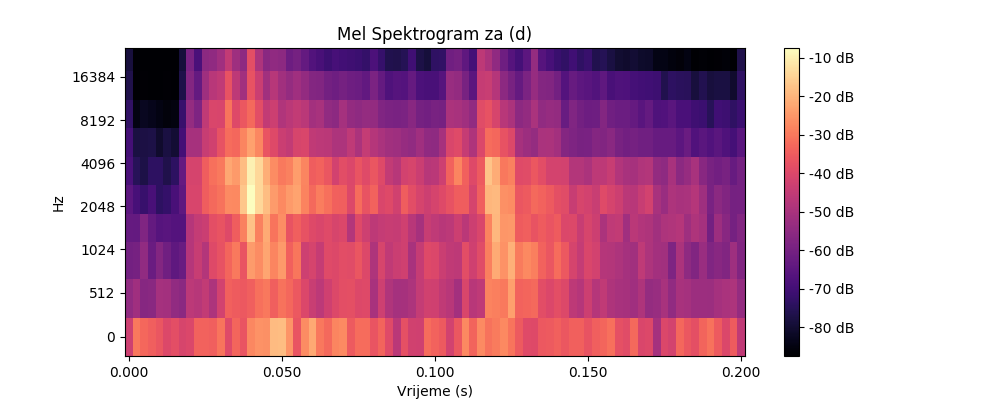 Mel Spektrogram za (d)
Hz
16384
8192
4096
2048
1024
512
0
0.000 0.050 0.100 0.150 0.200
Vrijeme (s)
-10 dB
-20 dB
-30 dB
-40 dB
-50 dB
-60 dB
-70 dB
-80 dB